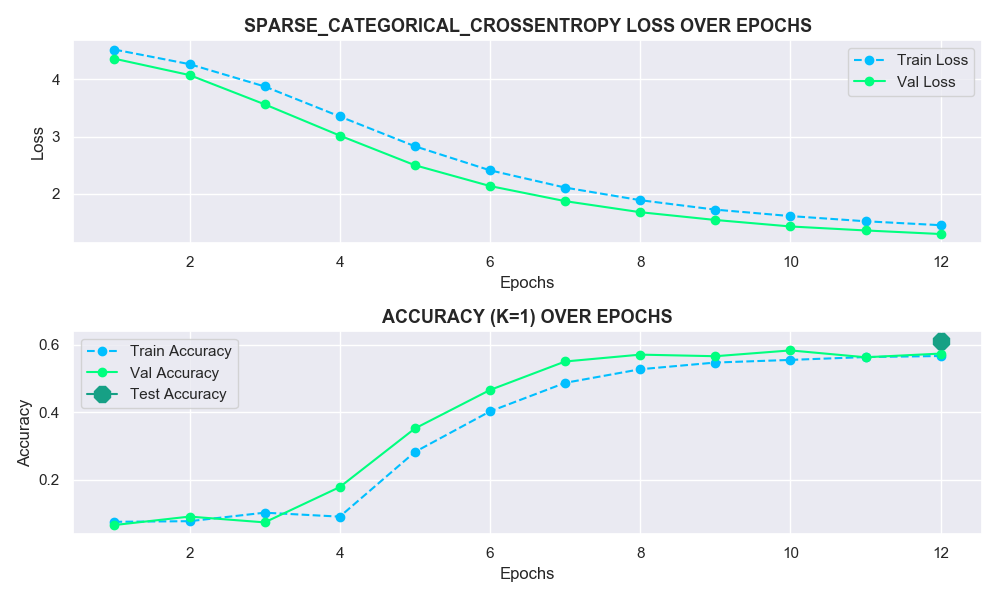 SPARSE_CATEGORICAL_CROSSENTROPY LOSS OVER EPOCHS
Train Loss
Val Loss
4
3
2
Loss
2 4 6 8 10 12
Epochs
ACCURACY (K=1) OVER EPOCHS
Train Accuracy
Val Accuracy
Test Accuracy
0.6
0.4
0.2
Accuracy
2 4 6 8 10 12
Epochs